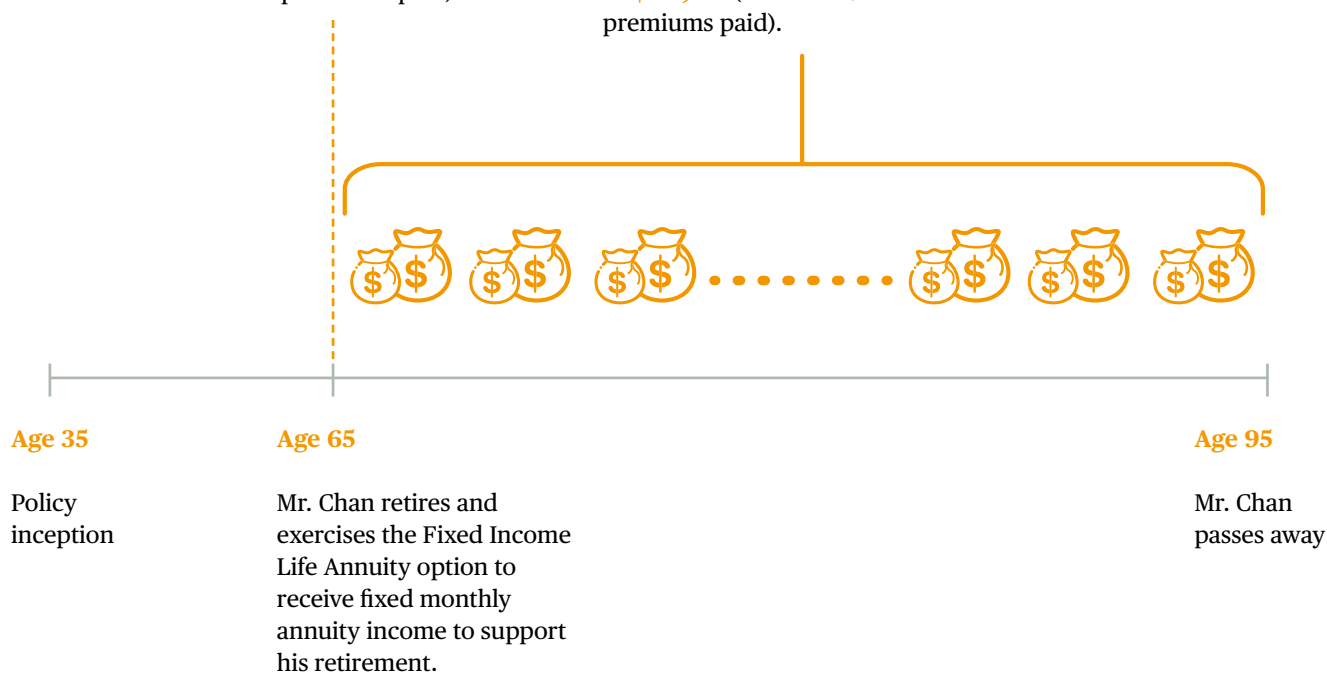 premiums paid).
Age 35
Policy
inception
Age 65
Mr. Chan retires and
exercises the Fixed Income
Life Annuity option to
receive fixed monthly
annuity income to support
his retirement.
Age 95
Mr. Chan
passes away